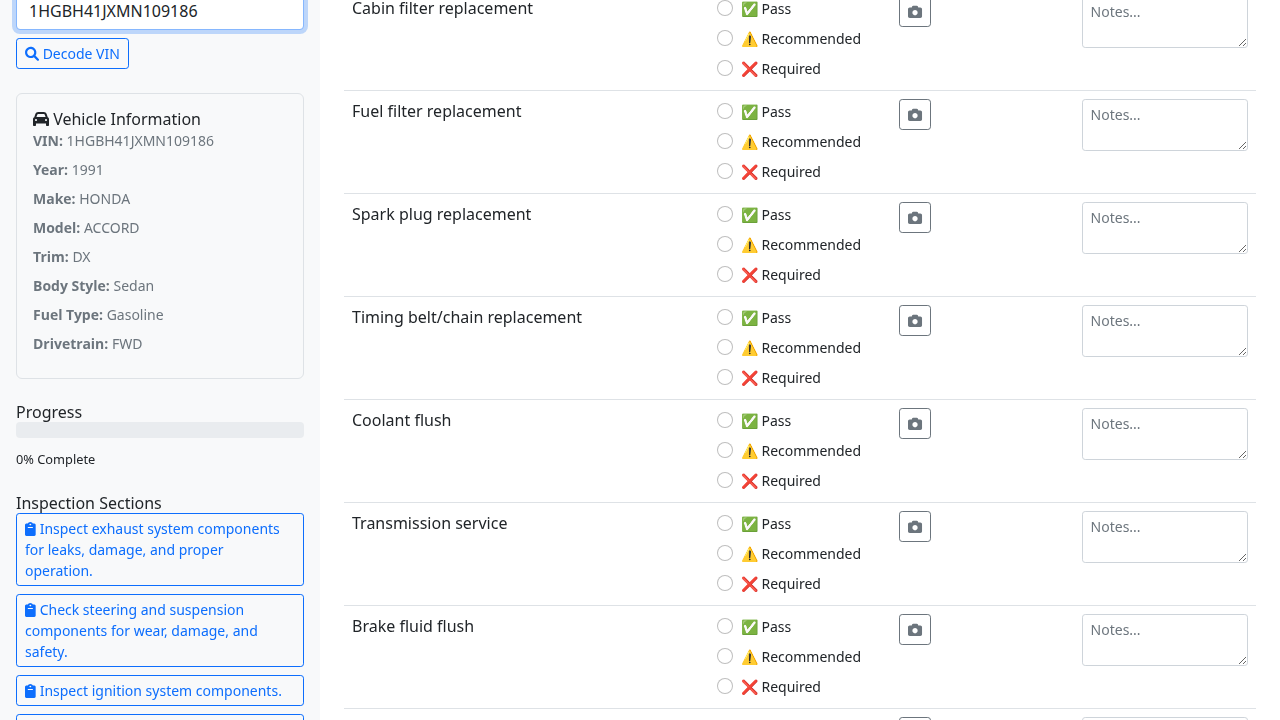 1HGBH41JXMN109186
Decode VIN
Vehicle Information
VIN: 1HGBH41JXMN109186
Year: 1991
Make: HONDA
Model: ACCORD
Trim: DX
Body Style: Sedan
Fuel Type: Gasoline
Drivetrain: FWD
Progress
0% Complete
Inspection Sections
Inspect exhaust system components
for leaks, damage, and proper
operation.
Check steering and suspension
components for wear, damage, and
safety.
Inspect ignition system components.
Cabin filter replacement
✅ Pass
⚠️ Recommended
❌ Required
Notes...
Fuel filter replacement
✅ Pass
⚠️ Recommended
❌ Required
Notes...
Spark plug replacement
✅ Pass
⚠️ Recommended
❌ Required
Notes...
Timing belt/chain replacement
✅ Pass
⚠️ Recommended
❌ Required
Notes...
Coolant flush
✅ Pass
⚠️ Recommended
❌ Required
Notes...
Transmission service
✅ Pass
⚠️ Recommended
❌ Required
Notes...
Brake fluid flush
✅ Pass
⚠️ Recommended
❌ Required
Notes...